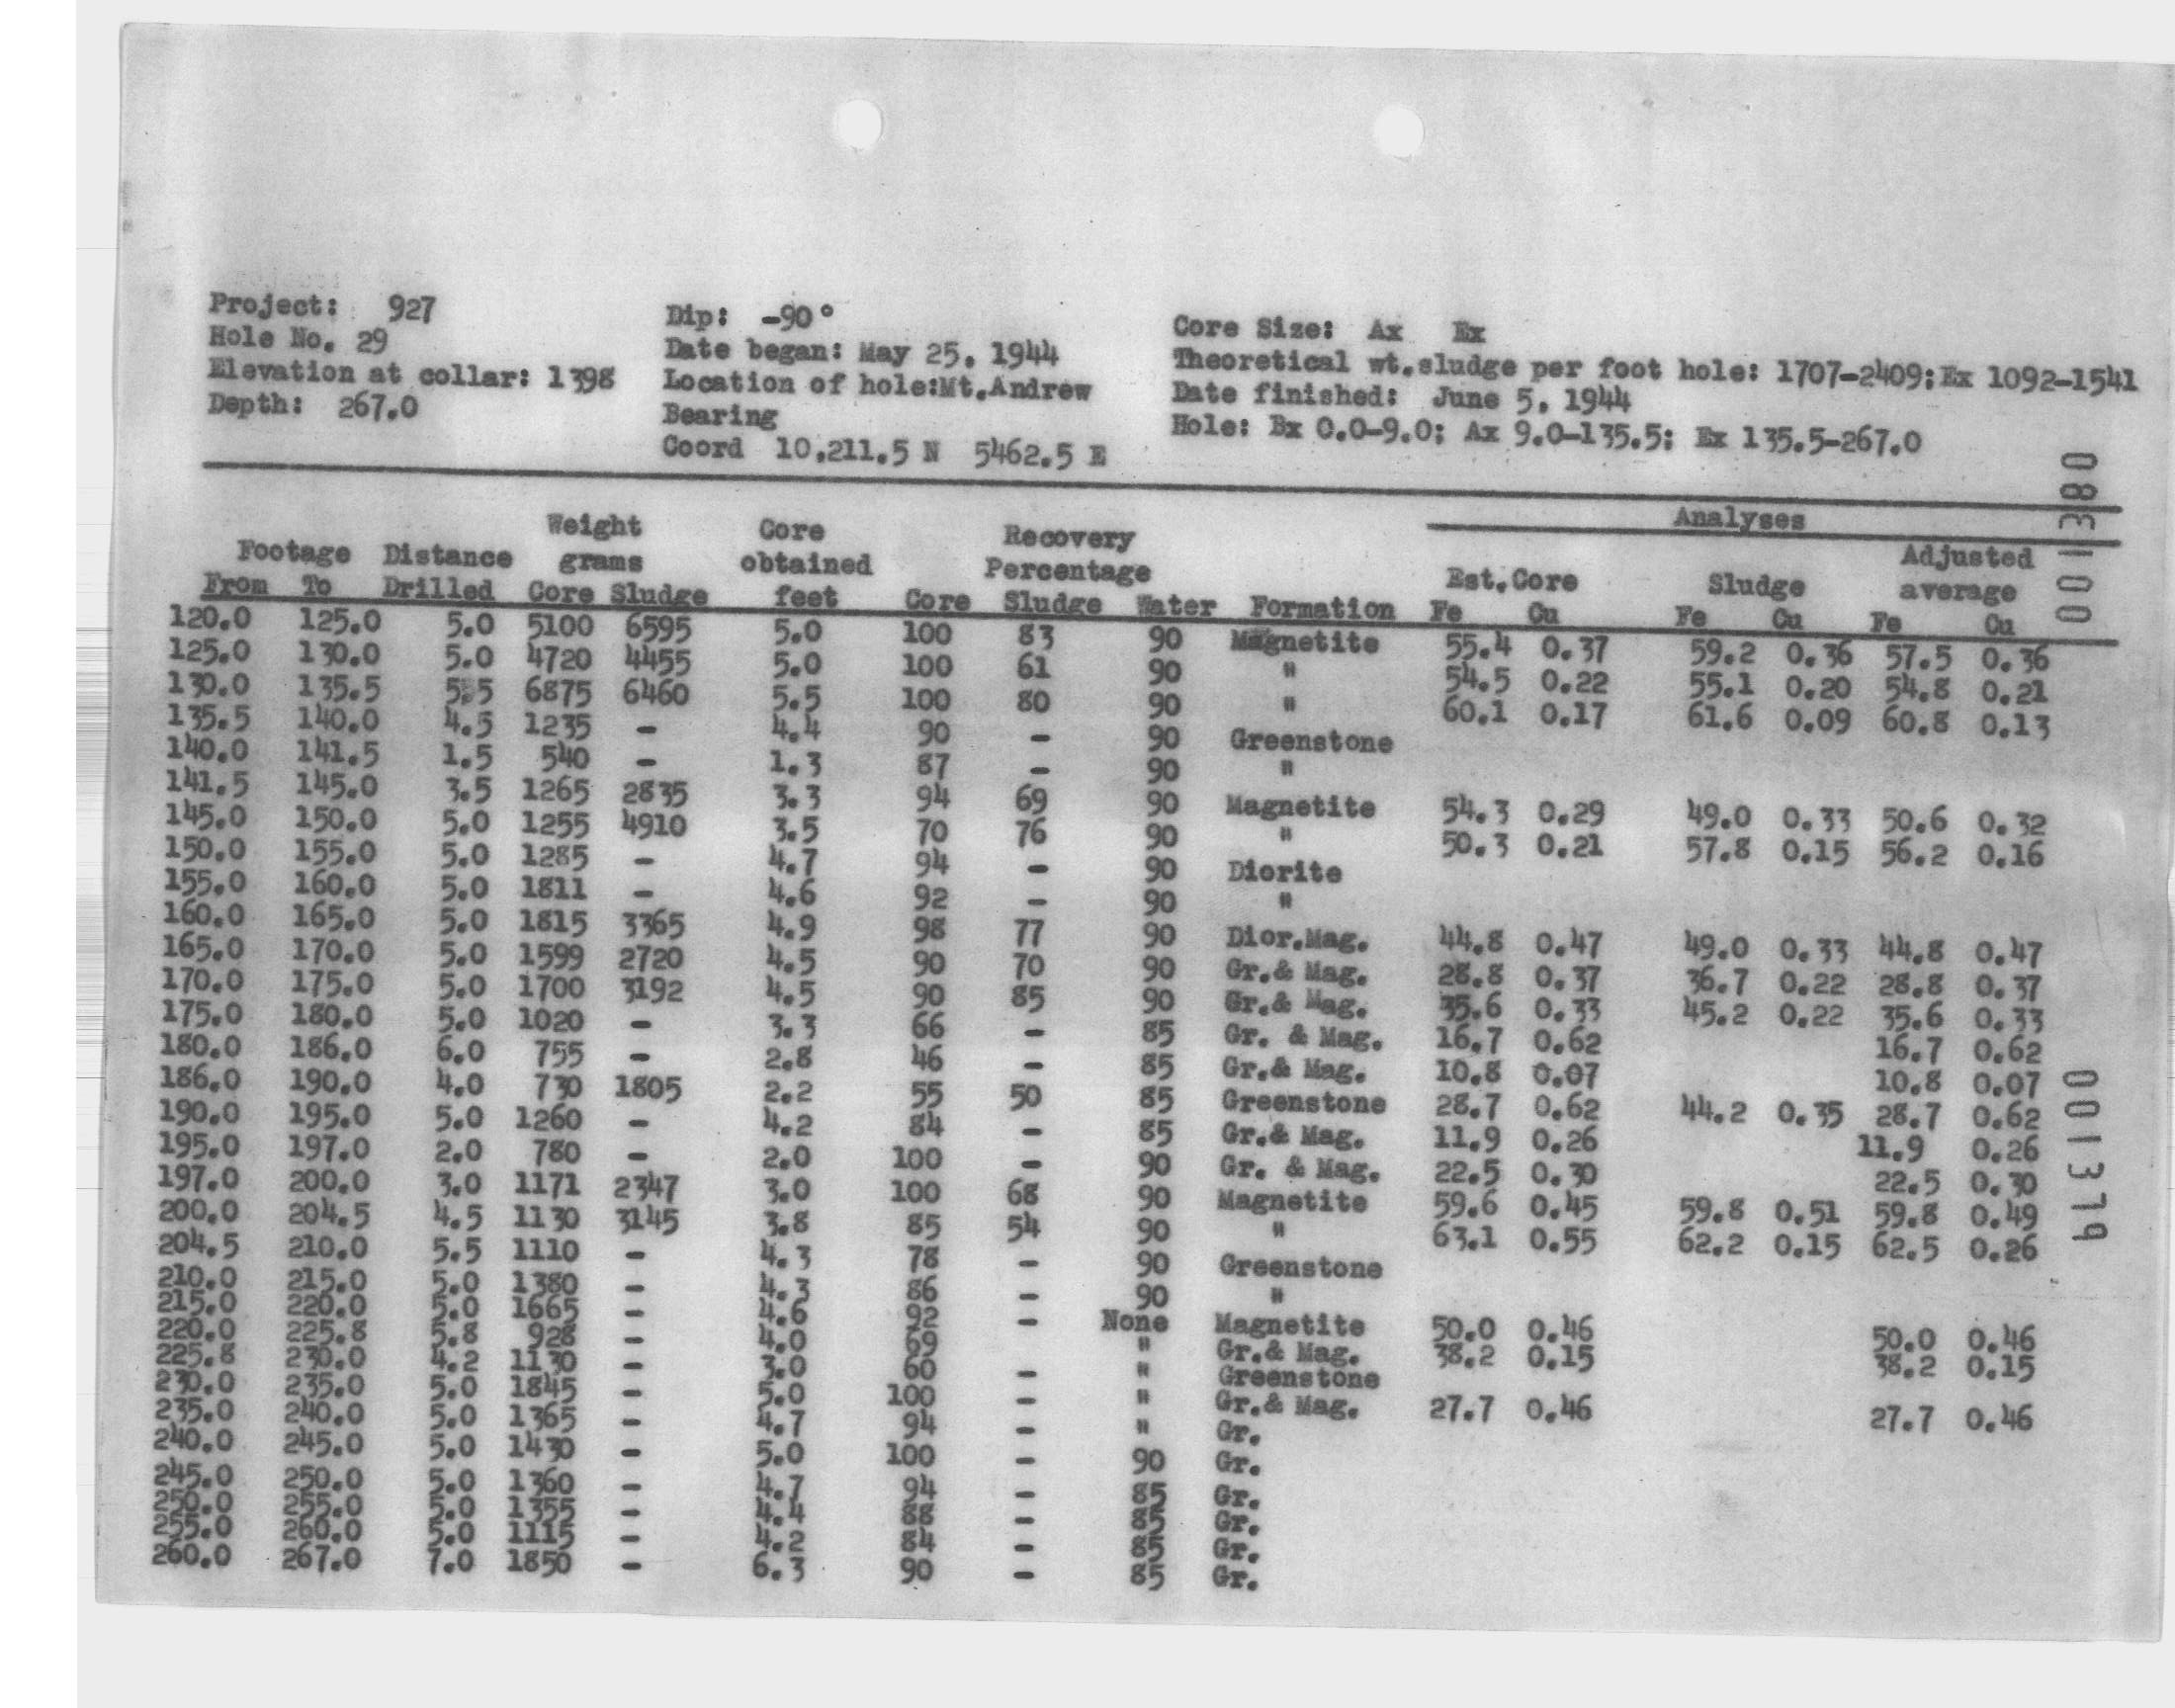 Project: 927 Dip: -90° Core Size: Ax Ex
Hole No. 29 Date began: May 25, 1944 Theoretical wt.sludge per foot hole: 1707-2409; Ex 1092-1541
Elevation at collar: 1398 Location of hole:Mt.Andrew Date finished: June 5, 1944
Depth: 267.0 Bearing Hole: Bx 0.0-9.0; Ax 9.0-135.5; Ex 135.5-267.0
Coord 10,211.5 N 5462.5 E
Weight Core Recovery Analyses
Footage Distance grams obtained Percentage Est.Core Sludge Adjusted average
From To Drilled Core Sludge feet Core Sludge Water Formation Fe Cu Fe Cu Fe Cu
120.0 125.0 5.0 5100 6595 5.0 100 83 90 Magnetite 55.4 0.37 59.2 0.36 57.5 0.36
125.0 130.0 5.0 4720 4455 5.0 100 61 90 " 54.5 0.22 55.1 0.20 54.8 0.21
130.0 135.5 5.5 6875 6460 5.5 100 80 90 " 60.1 0.17 61.6 0.09 60.8 0.13
135.5 140.0 4.5 1235 - 4.4 90 - 90 Greenstone
140.0 141.5 1.5 540 - 1.3 87 - 90 "
141.5 145.0 3.5 1265 2835 3.3 94 69 90 Magnetite 54.3 0.29 49.0 0.33 50.6 0.32
145.0 150.0 5.0 1255 4910 3.5 70 76 90 " 50.3 0.21 57.8 0.15 56.2 0.16
150.0 155.0 5.0 1285 - 4.7 94 - 90 Diorite
155.0 160.0 5.0 1811 - 4.6 92 - 90 "
160.0 165.0 5.0 1815 3365 4.9 98 77 90 Dior.Mag. 44.8 0.47 49.0 0.33 44.8 0.47
165.0 170.0 5.0 1599 2720 4.5 90 70 90 Gr.& Mag. 28.8 0.37 36.7 0.22 28.8 0.37
170.0 175.0 5.0 1700 3192 4.5 90 85 90 Gr.& Mag. 35.6 0.33 45.2 0.22 35.6 0.33
175.0 180.0 5.0 1020 - 3.3 66 - 85 Gr. & Mag. 16.7 0.62 16.7 0.62
180.0 186.0 6.0 755 - 2.8 46 - 85 Gr.& Mag. 10.8 0.07 10.8 0.07
186.0 190.0 4.0 730 1805 2.2 55 50 85 Greenstone 28.7 0.62 44.2 0.35 28.7 0.62
190.0 195.0 5.0 1260 - 4.2 84 - 85 Gr.& Mag. 11.9 0.26 11.9 0.26
195.0 197.0 2.0 780 - 2.0 100 - 90 Gr. & Mag. 22.5 0.30 22.5 0.30
197.0 200.0 3.0 1171 2347 3.0 100 68 90 Magnetite 59.6 0.45 59.8 0.51 59.8 0.49
200.0 204.5 4.5 1130 3145 3.8 85 54 90 " 63.1 0.55 62.2 0.15 62.5 0.26
204.5 210.0 5.5 1110 - 4.3 78 - 90 Greenstone
210.0 215.0 5.0 1380 - 4.3 86 - 90 "
215.0 220.0 5.0 1665 - 4.6 92 - None Magnetite 50.0 0.46 50.0 0.46
220.0 225.8 5.8 928 - 4.0 69 " Gr.& Mag. 38.2 0.15 38.2 0.15
225.8 230.0 4.2 1130 - 3.0 60 - " Greenstone
230.0 235.0 5.0 1845 - 5.0 100 - " Gr.& Mag. 27.7 0.46 27.7 0.46
235.0 240.0 5.0 1365 - 4.7 94 - " Gr.
240.0 245.0 5.0 1430 - 5.0 100 - 90 Gr.
245.0 250.0 5.0 1360 - 4.7 94 - 85 Gr.
250.0 255.0 5.0 1355 - 4.4 88 - 85 Gr.
255.0 260.0 5.0 1115 - 4.2 84 - 85 Gr.
260.0 267.0 7.0 1850 - 6.3 90 - 85 Gr.
001380
001379